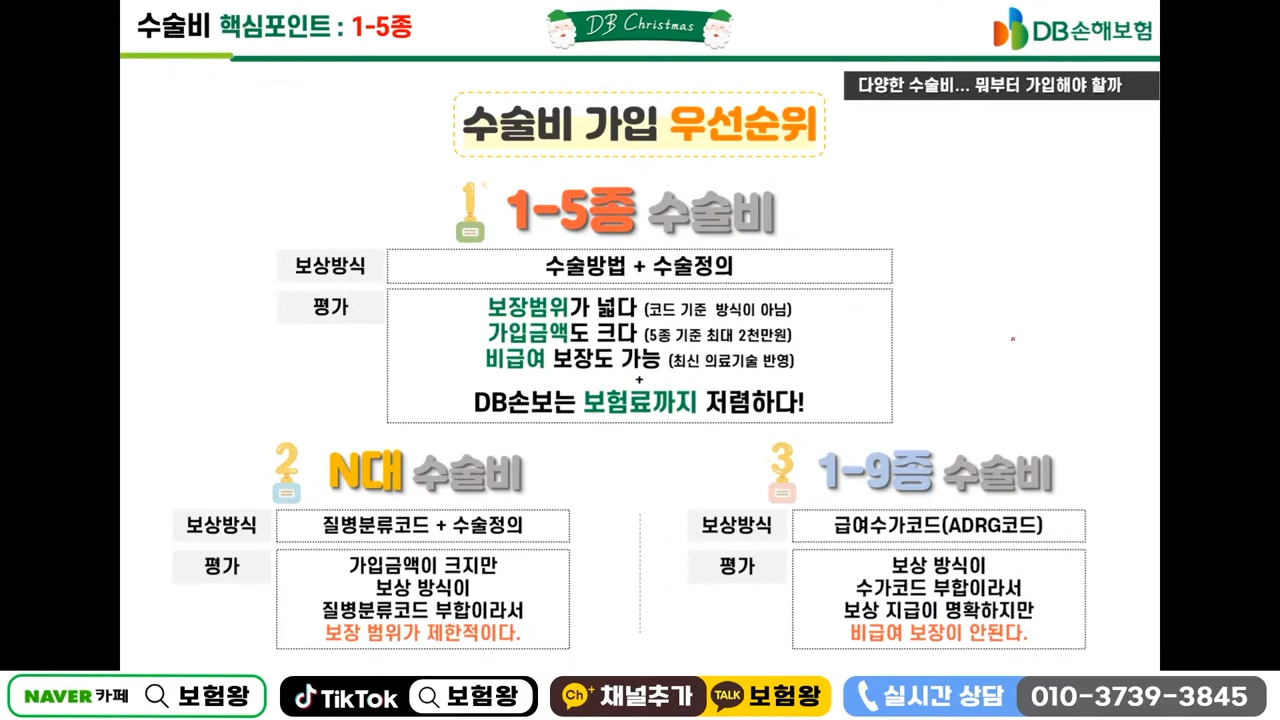 수술비 핵심포인트 : 1-5종
DB Christmas
DB손해보험
다양한 수술비... 뭐부터 가입해야 할까
수술비 가입 우선순위
1
1-5종 수술비
보상방식
수술방법 + 수술정의
평가
보장범위가 넓다 (코드 기준 방식이 아님)
가입금액도 크다 (5종 기준 최대 2천만원)
비급여 보장도 가능 (최신 의료기술 반영)
+
DB손보는 보험료까지 저렴하다!
2
N대 수술비
보상방식
질병분류코드 + 수술정의
평가
가입금액이 크지만
보상 방식이
질병분류코드 부합이라서
보장 범위가 제한적이다.
3
1-9종 수술비
보상방식
급여수가코드(ADRG코드)
평가
보상 방식이
수가코드 부합이라서
보상 지급이 명확하지만
비급여 보장이 안된다.
NAVER 카페 보험왕
TikTok 보험왕
Ch+ 채널추가 TALK 보험왕
실시간 상담 010-3739-3845